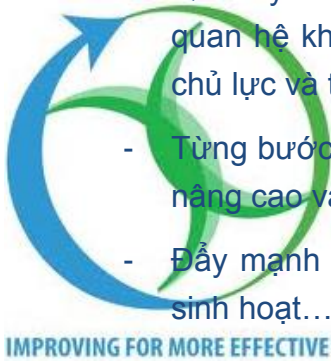 quan hệ kh
chủ lực và t
- Từng bước
nâng cao và
- Đẩy mạnh
sinh hoạt…
IMPROVING FOR MORE EFFECTIVE